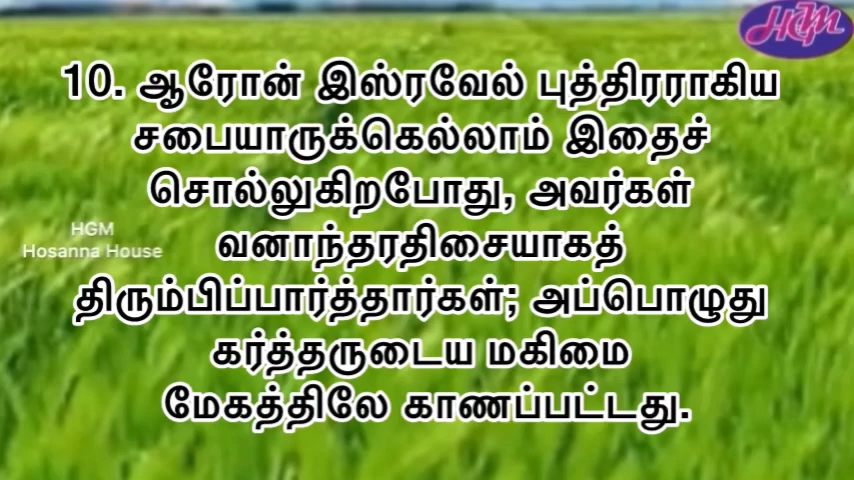 HGM
10. ஆரோன் இஸ்ரவேல் புத்திரராகிய
சபையாருக்கெல்லாம் இதைச்
சொல்லுகிறபோது, அவர்கள்
வனாந்தரதிசையாகத்
திரும்பிப்பார்த்தார்கள்; அப்பொழுது
கர்த்தருடைய மகிமை
மேகத்திலே காணப்பட்டது.
HGM
Hosanna House